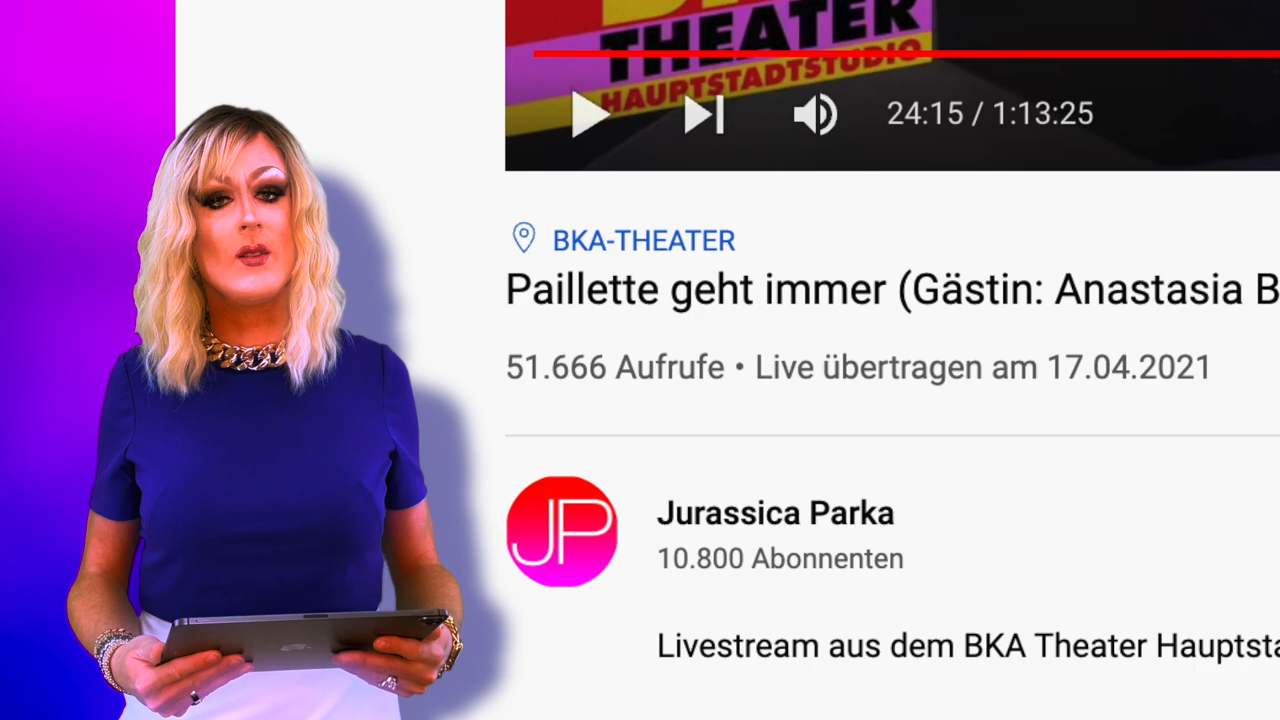 THEATER
HAUPTSTADTSTUDIO
24:15 / 1:13:25
BKA-THEATER
Paillette geht immer (Gästin: Anastasia B
51.666 Aufrufe • Live übertragen am 17.04.2021
JP
Jurassica Parka
10.800 Abonnenten
Livestream aus dem BKA Theater